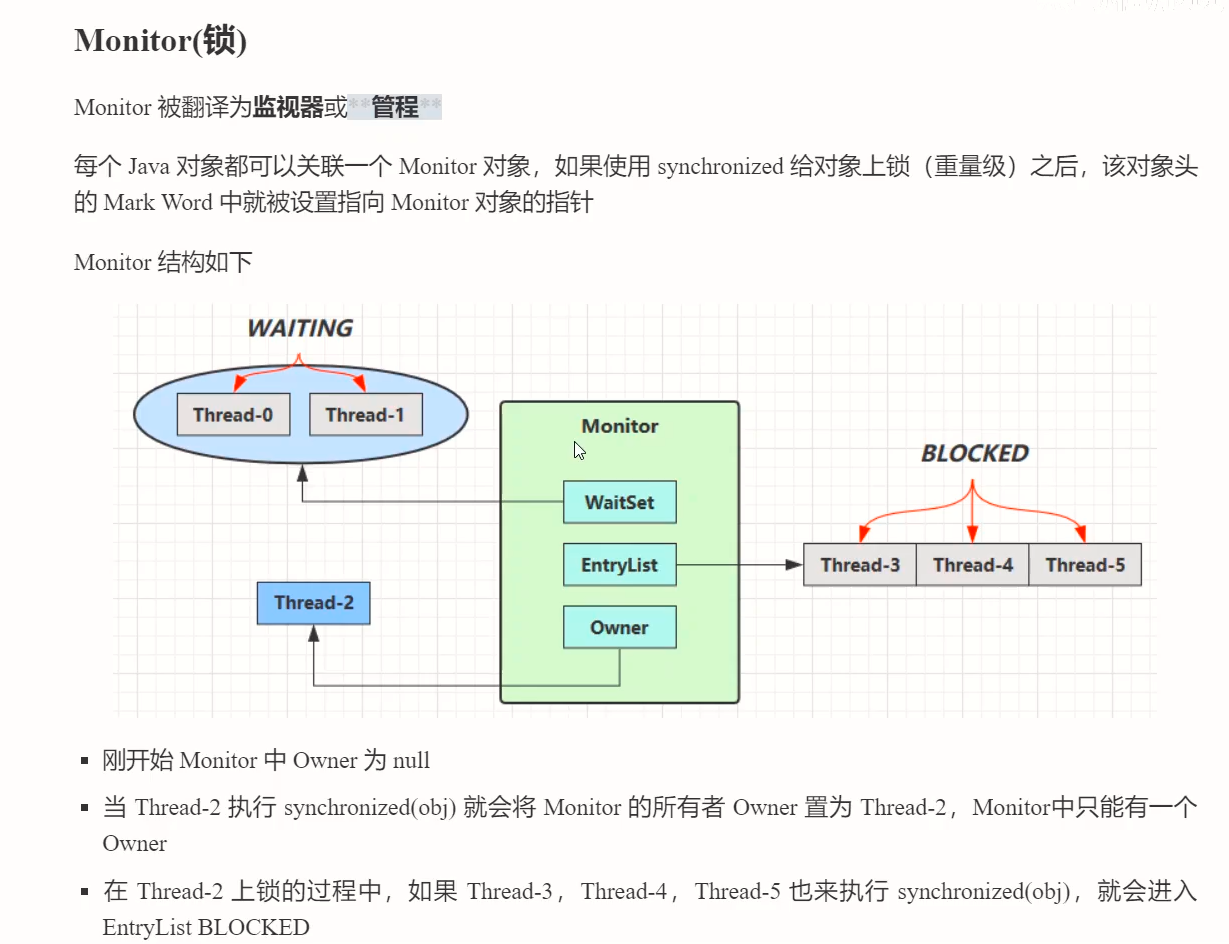 Monitor(锁)
Monitor 被翻译为监视器或**管程**
每个 Java 对象都可以关联一个 Monitor 对象，如果使用 synchronized 给对象上锁（重量级）之后，该对象头
的 Mark Word 中就被设置指向 Monitor 对象的指针
Monitor 结构如下
WAITING
Thread-0 Thread-1
Monitor
BLOCKED
WaitSet
EntryList
Thread-3 Thread-4 Thread-5
Thread-2
Owner
▪ 刚开始 Monitor 中 Owner 为 null
▪ 当 Thread-2 执行 synchronized(obj) 就会将 Monitor 的所有者 Owner 置为 Thread-2，Monitor中只能有一个
Owner
▪ 在 Thread-2 上锁的过程中，如果 Thread-3，Thread-4，Thread-5 也来执行 synchronized(obj)，就会进入
EntryList BLOCKED